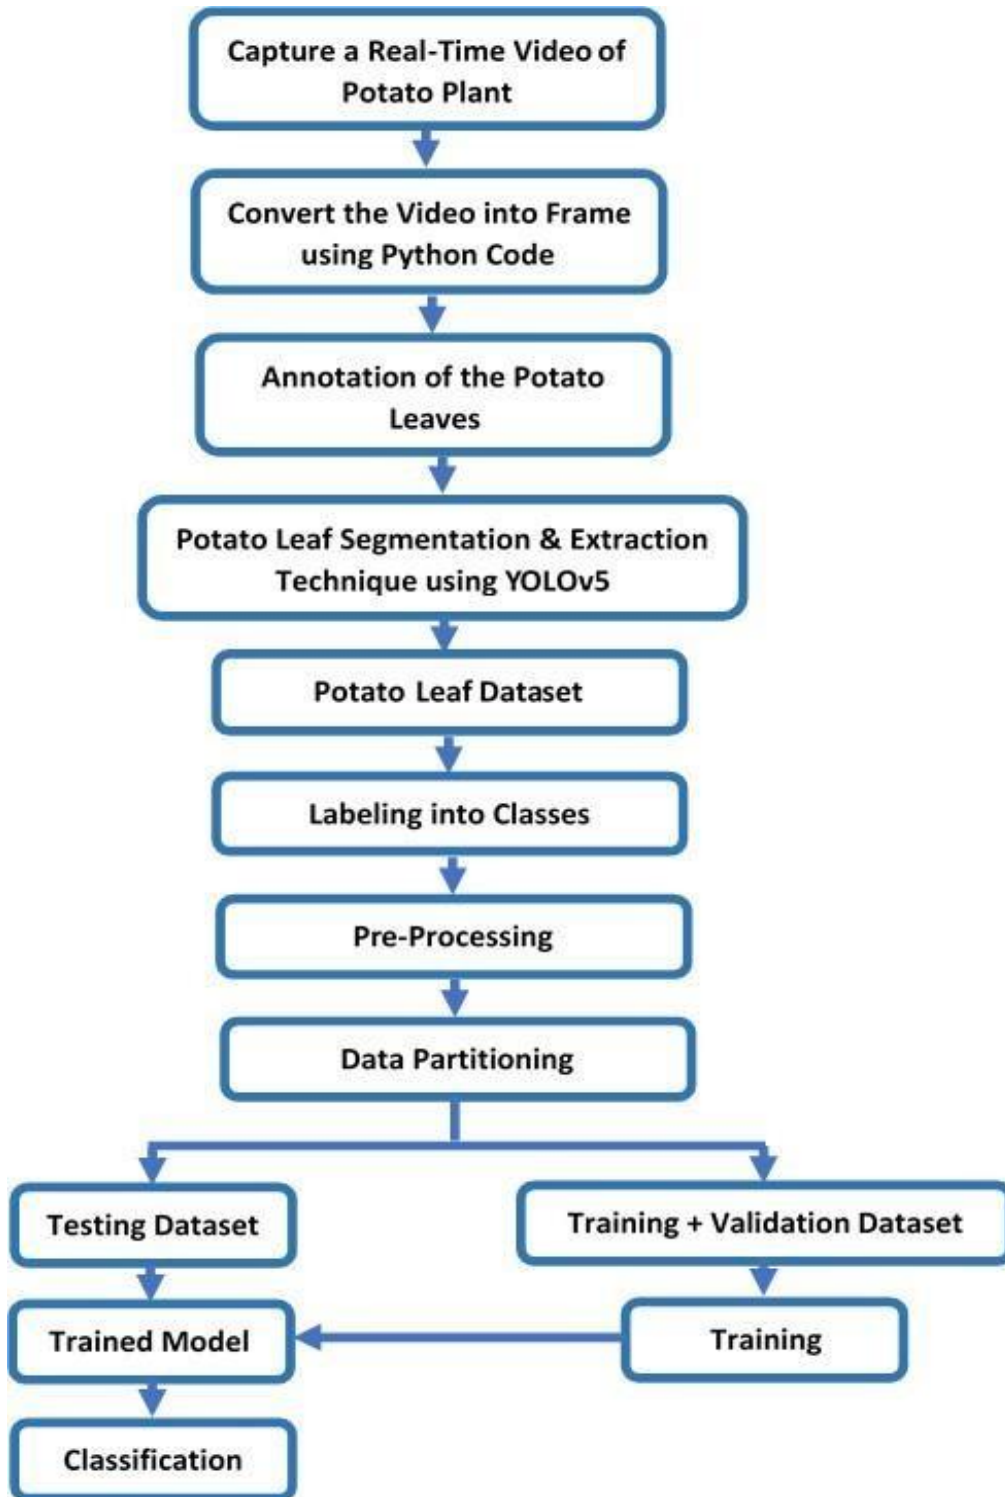 Capture a Real-Time Video of
Potato Plant
Convert the Video into Frame
using Python Code
Annotation of the Potato
Leaves
Potato Leaf Segmentation & Extraction
Technique using YOLOv5
Potato Leaf Dataset
Labeling into Classes
Pre-Processing
Data Partitioning
Testing Dataset
Training + Validation Dataset
Trained Model
Training
Classification